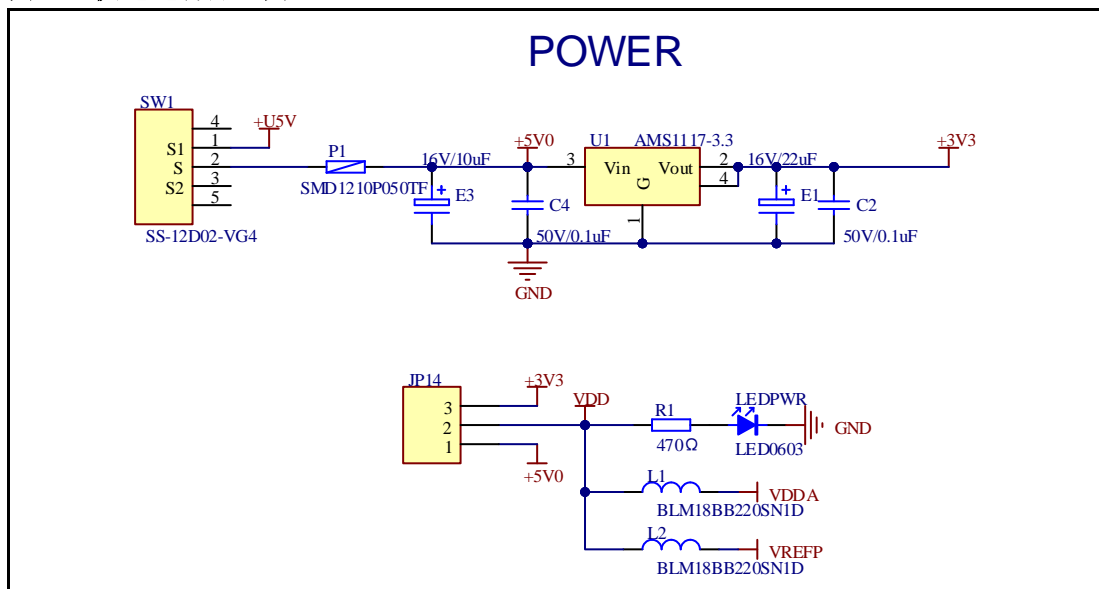 POWER
SW1
4
+U5V
S1 1
S 2
S2 3
5
SS-12D02-VG4
P1
SMD1210P050TF
16V/10uF
E3
+
+5V0
C4
50V/0.1uF
GND
U1 AMS1117-3.3
3 Vin Vout 2
4
G
1
16V/22uF
+
E1
C2
50V/0.1uF
+3V3
JP14
3
2
1
+3V3
+5V0
VDD
R1
470Ω
LEDPWR
LED0603
GND
L1
BLM18BB220SN1D
VDDA
L2
BLM18BB220SN1D
VREFP